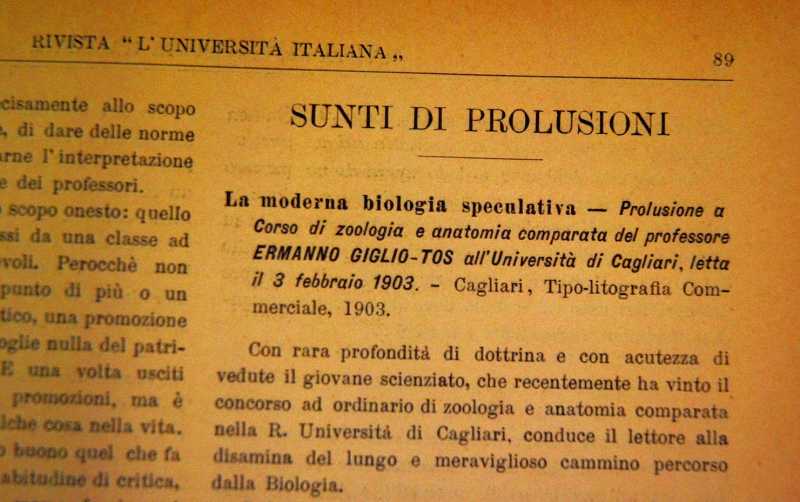 RIVISTA “ L' UNIVERSITÀ ITALIANA „
89
cisamente allo scopo
, di dare delle norme
rne l' interpretazione
e dei professori.
scopo onesto: quello
ssi da una classe ad
voli. Perocchè non
punto di più o un
tico, una promozione
oglie nulla del patri-
E una volta usciti
promozioni, ma è
lche cosa nella vita.
o buono quel che fa
abitudine di critica,
SUNTI DI PROLUSIONI
La moderna biologia speculativa — Prolusione a
Corso di zoologia e anatomia comparata del professore
ERMANNO GIGLIO-TOS all'Università di Cagliari, letta
il 3 febbraio 1903. - Cagliari, Tipo-litografia Com-
merciale, 1903.
Con rara profondità di dottrina e con acutezza di
vedute il giovane scienziato, che recentemente ha vinto il
concorso ad ordinario di zoologia e anatomia comparata
nella R. Università di Cagliari, conduce il lettore alla
disamina del lungo e meraviglioso cammino percorso
dalla Biologia.